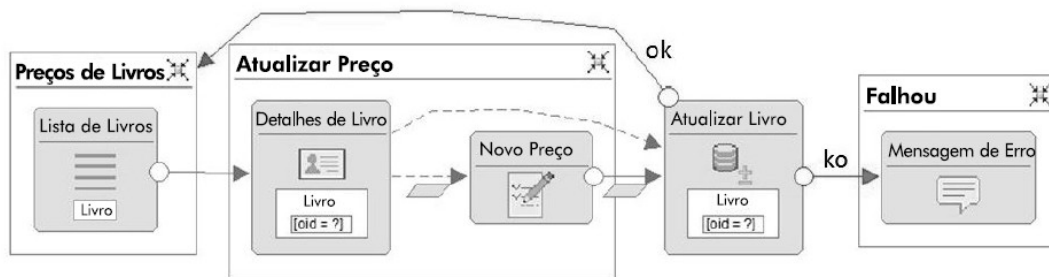 ok
Preços de Livros
Atualizar Preço
Falhou
Lista de Livros
Livro
Detalhes de Livro
Livro
[oid = ?]
Novo Preço
Atualizar Livro
Livro
[oid = ?]
ko
Mensagem de Erro